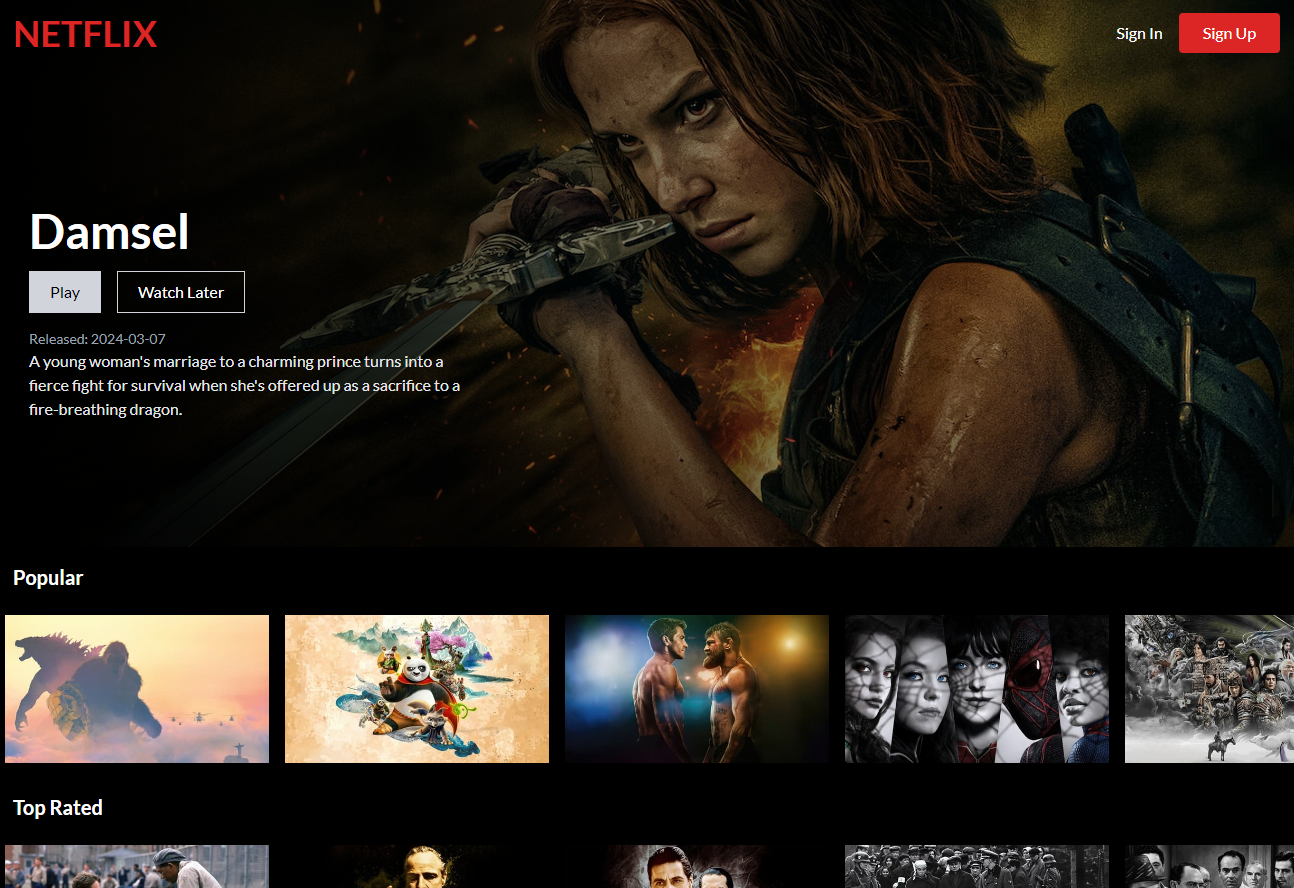 NETFLIX
Sign In
Sign Up
Damsel
Play
Watch Later
Released: 2024-03-07
A young woman's marriage to a charming prince turns into a
fierce fight for survival when she's offered up as a sacrifice to a
fire-breathing dragon.
Popular
Top Rated